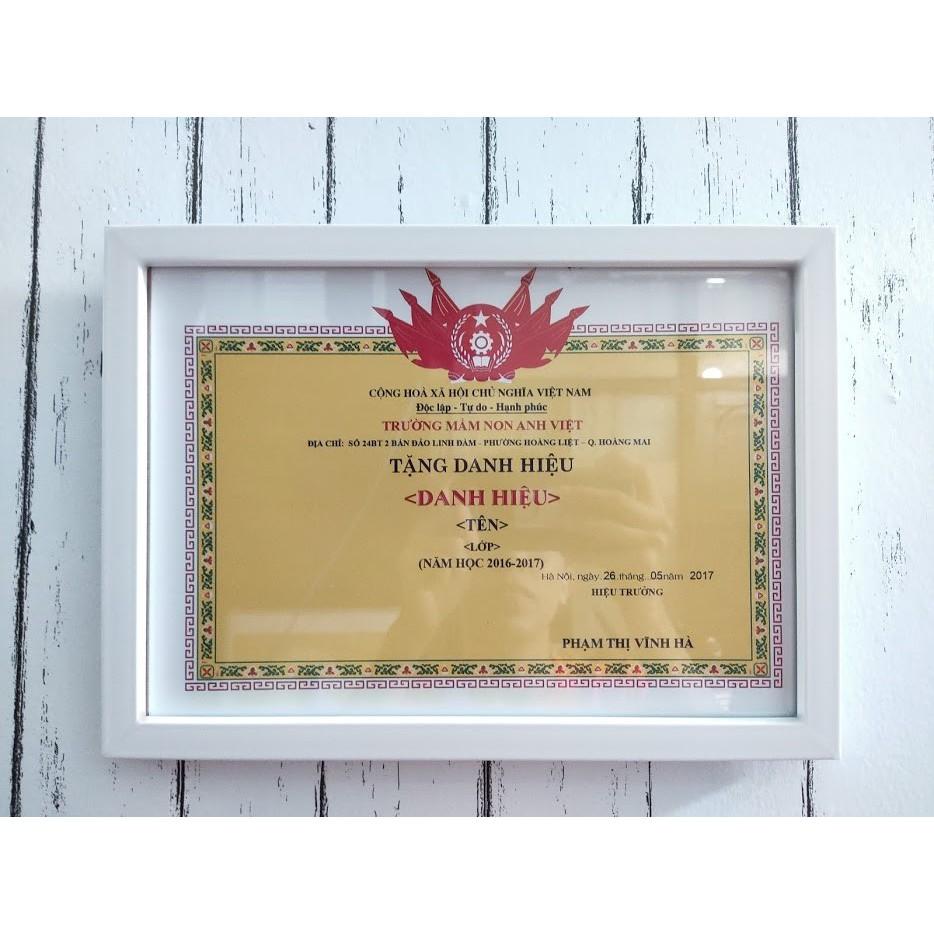 CỘNG HOÀ XÃ HỘI CHỦ NGHĨA VIỆT NAM
Độc lập - Tự do - Hạnh phúc
TRƯỜNG MẦM NON ANH VIỆT
ĐỊA CHỈ: SỐ 24BT 2 BÁN ĐẢO LINH ĐÀM - PHƯỜNG HOÀNG LIỆT – Q. HOÀNG MAI
TẶNG DANH HIỆU
<DANH HIỆU>
<TÊN>
<LỚP>
(NĂM HỌC 2016-2017)
Hà Nội, ngày 26 tháng 05 năm 2017
HIỆU TRƯỞNG
PHẠM THỊ VĨNH HÀ